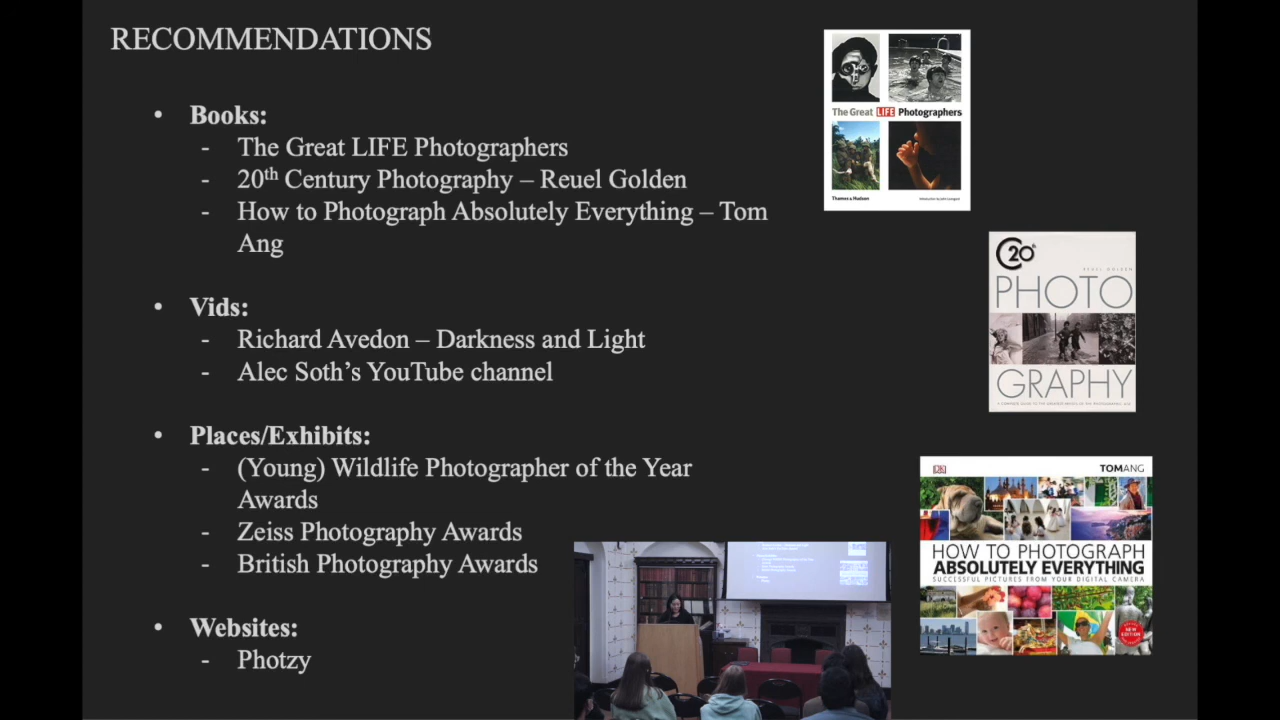 RECOMMENDATIONS
• Books:
- The Great LIFE Photographers
- 20th Century Photography – Reuel Golden
- How to Photograph Absolutely Everything – Tom
Ang
• Vids:
- Richard Avedon – Darkness and Light
- Alec Soth’s YouTube channel
• Places/Exhibits:
- (Young) Wildlife Photographer of the Year
Awards
- Zeiss Photography Awards
- British Photography Awards
• Websites:
- Photzy
The Great LIFE Photographers
Thames & Hudson
C20th
REUEL GOLDEN
PHOTO
GRAPHY
DK
TOMANG
HOW TO PHOTOGRAPH
ABSOLUTELY EVERYTHING
SUCCESSFUL PICTURES FROM YOUR DIGITAL CAMERA
NEW
EDITION